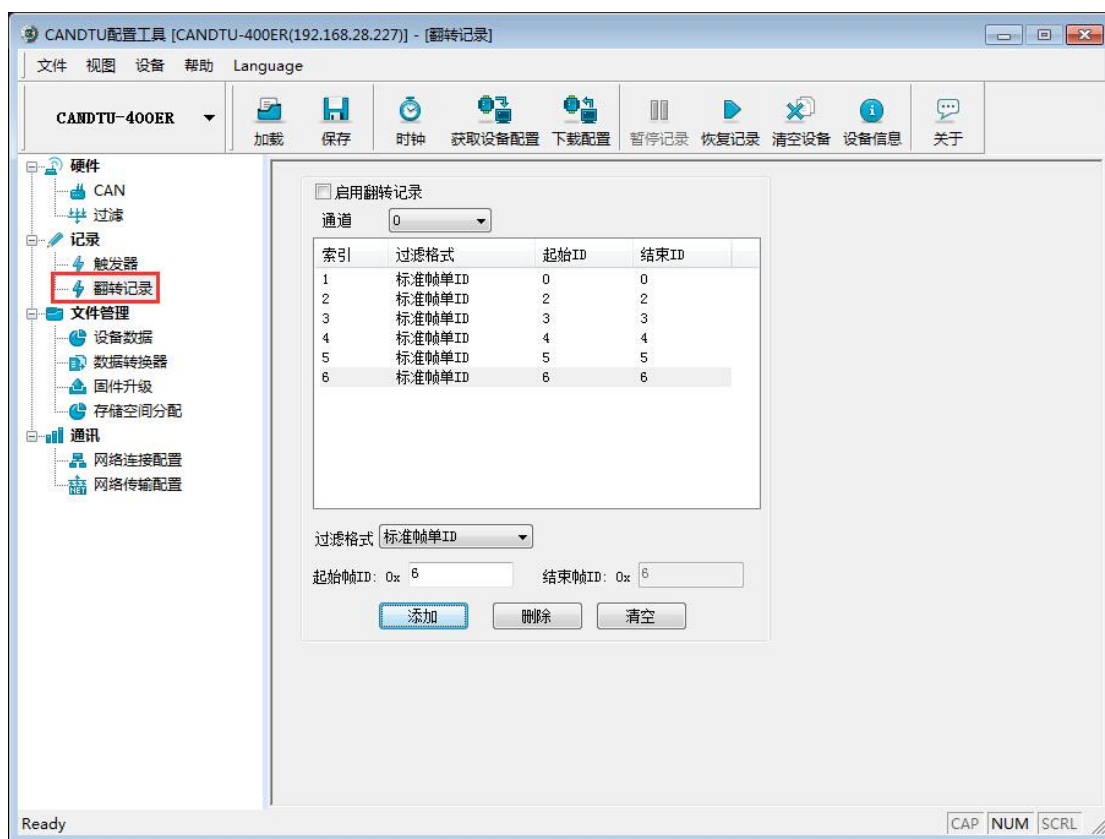 CANDTU配置工具 [CANDTU-400ER(192.168.28.227)] - [翻转记录]
文件 视图 设备 帮助 Language
CANDTU-400ER 加载 保存 时钟 获取设备配置 下载配置 暂停记录 恢复记录 清空设备 设备信息 关于
硬件
CAN
过滤
记录
触发器
翻转记录
文件管理
设备数据
数据转换器
固件升级
存储空间分配
通讯
网络连接配置
网络传输配置
NET
启用翻转记录
通道 0
索引 过滤格式 起始ID 结束ID
1 标准帧单ID 0 0
2 标准帧单ID 2 2
3 标准帧单ID 3 3
4 标准帧单ID 4 4
5 标准帧单ID 5 5
6 标准帧单ID 6 6
过滤格式 标准帧单ID
起始帧ID: 0x 6 结束帧ID: 0x 6
添加 删除 清空
Ready CAP NUM SCRL